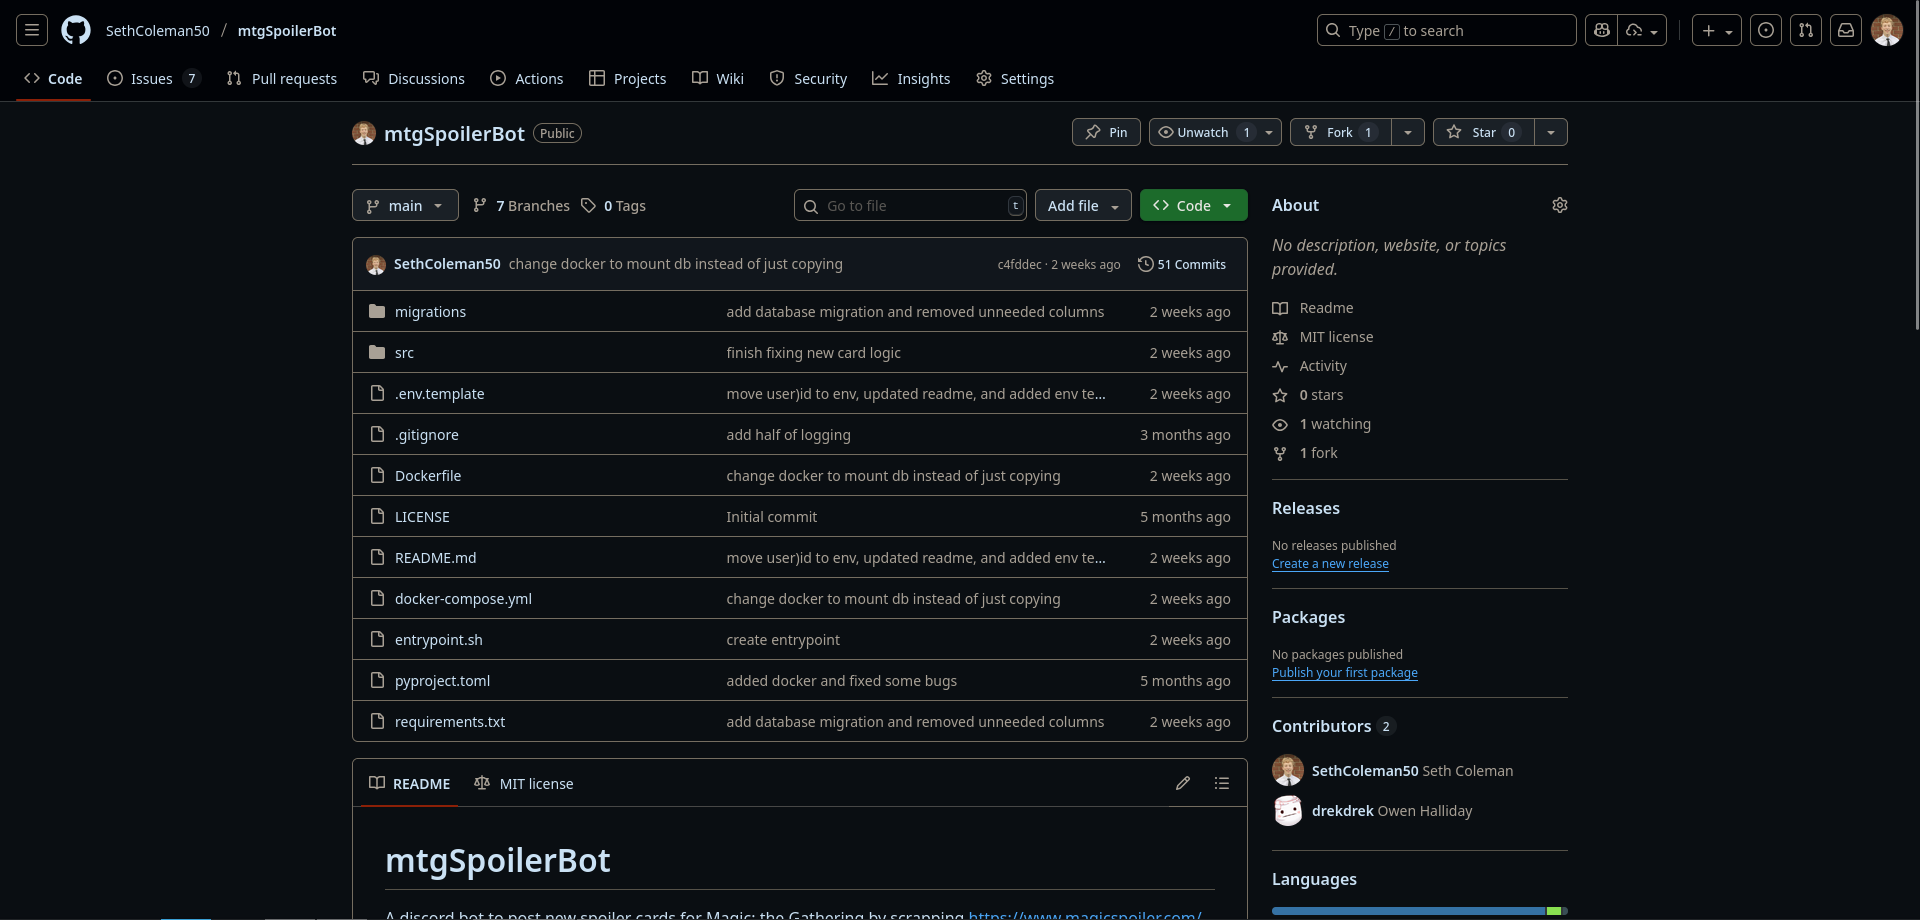 SethColeman50 / mtgSpoilerBot
Type / to search
Code
Issues 7
Pull requests
Discussions
Actions
Projects
Wiki
Security
Insights
Settings
mtgSpoilerBot Public
Pin
Unwatch 1
Fork 1
Star 0
main
7 Branches
0 Tags
Go to file t
Add file
Code
SethColeman50 change docker to mount db instead of just copying c4fddec · 2 weeks ago 51 Commits
migrations add database migration and removed unneeded columns 2 weeks ago
src finish fixing new card logic 2 weeks ago
.env.template move user)id to env, updated readme, and added env te... 2 weeks ago
.gitignore add half of logging 3 months ago
Dockerfile change docker to mount db instead of just copying 2 weeks ago
LICENSE Initial commit 5 months ago
README.md move user)id to env, updated readme, and added env te... 2 weeks ago
docker-compose.yml change docker to mount db instead of just copying 2 weeks ago
entrypoint.sh create entrypoint 2 weeks ago
pyproject.toml added docker and fixed some bugs 5 months ago
requirements.txt add database migration and removed unneeded columns 2 weeks ago
README
MIT license
mtgSpoilerBot
A discord bot to post new spoiler cards for Magic: the Gathering by scrapping https://www.magicspoiler.com/
About
No description, website, or topics
provided.
Readme
MIT license
Activity
0 stars
1 watching
1 fork
Releases
No releases published
Create a new release
Packages
No packages published
Publish your first package
Contributors 2
SethColeman50 Seth Coleman
drekdrek Owen Halliday
Languages